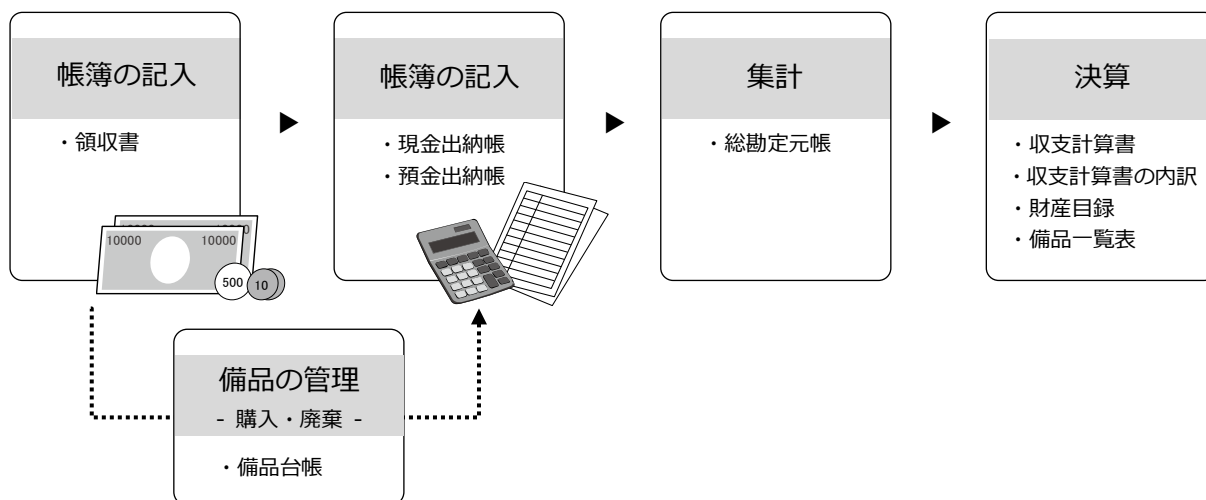 帳簿の記入
・領収書
10000
10000
500
10
帳簿の記入
・現金出納帳
・預金出納帳
集計
・総勘定元帳
決算
・収支計算書
・収支計算書の内訳
・財産目録
・備品一覧表
備品の管理
- 購入・廃棄 -
・備品台帳